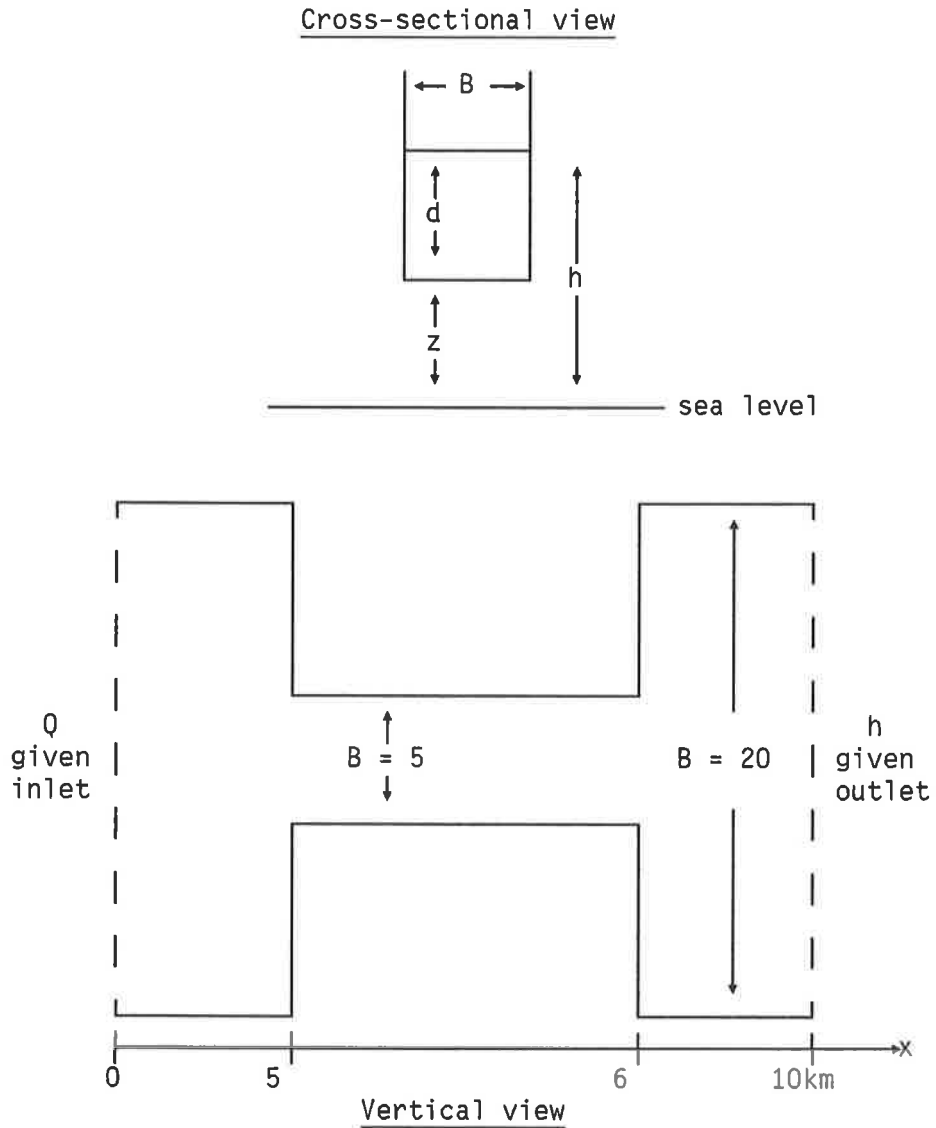 Cross-sectional view
B
d
h
z
sea level
Q
given
inlet
B = 5
B = 20
h
given
outlet
x
0
5
6
10km
Vertical view